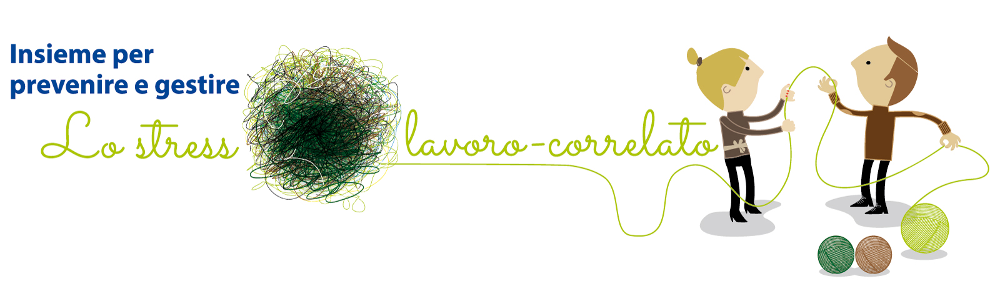 Insieme per
prevenire e gestire
Lo stress lavoro-correlato